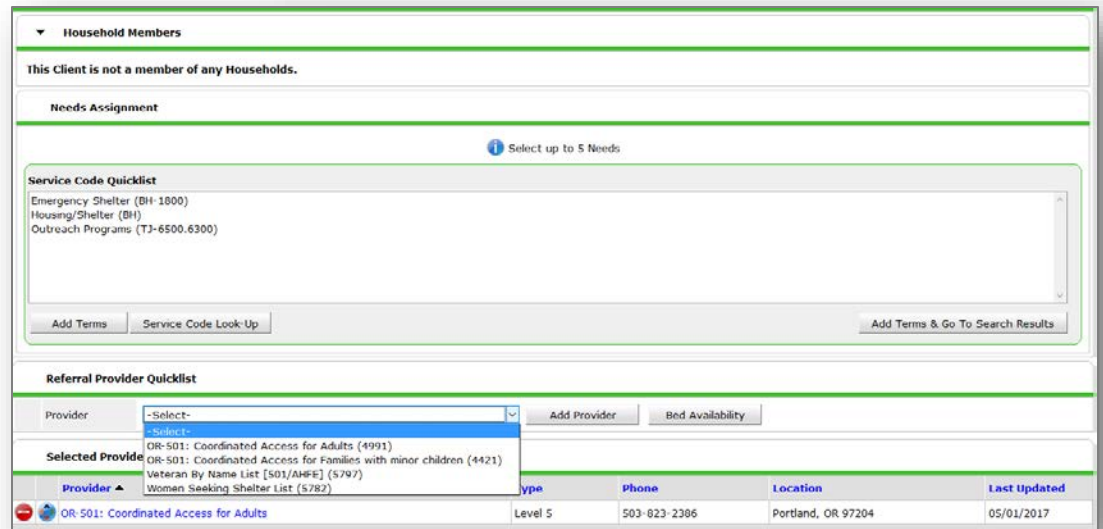 Household Members
This Client is not a member of any Households.
Needs Assignment
Select up to 5 Needs
Service Code Quicklist
Emergency Shelter (BH-1800)
Housing/Shelter (BH)
Outreach Programs (TJ-6500.6300)
Add Terms Service Code Look-Up Add Terms & Go To Search Results
Referral Provider Quicklist
Provider -Select- Add Provider Bed Availability
-Select-
OR-501: Coordinated Access for Adults (4991)
OR-501: Coordinated Access for Families with minor children (4421)
Veteran By Name List [501/AHFE] (5797)
Women Seeking Shelter List (5782)
Selected Provide
Provider ype Phone Location Last Updated
OR-501: Coordinated Access for Adults Level 5 503-823-2386 Portland, OR 97204 05/01/2017